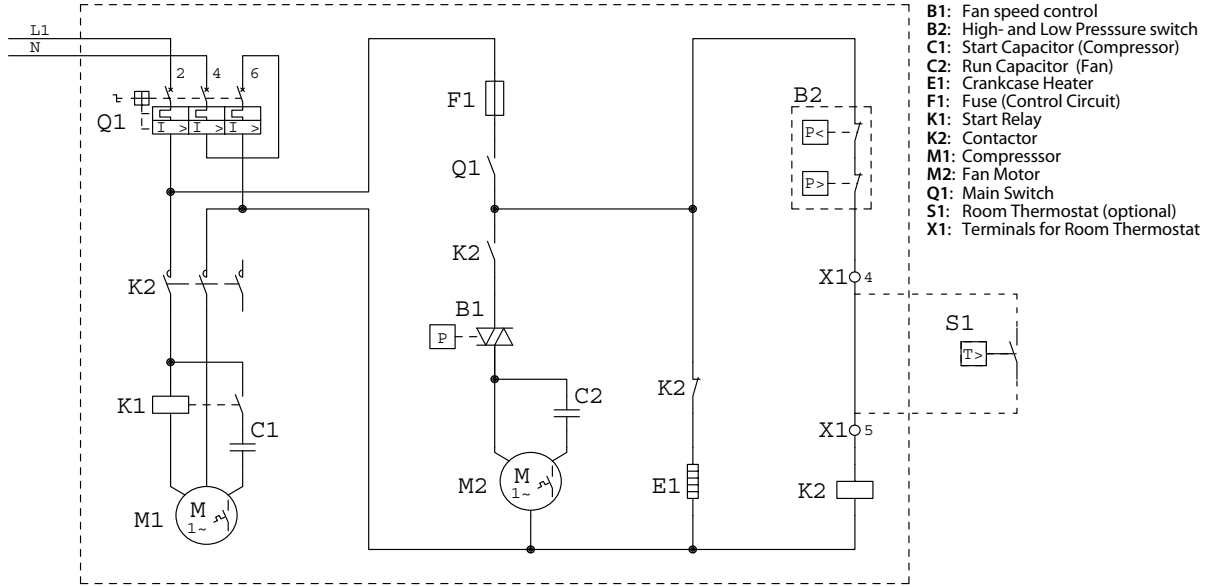 L1
N
2 4 6
Q1
I > I > I >
K2
K1
C1
M1
M
1~
F1
Q1
K2
B1
P
C2
M2
M
1~
K2
E1
B2
P<
P>
X1 4
S1
T>
X1 5
K2
B1: Fan speed control
B2: High- and Low Presssure switch
C1: Start Capacitor (Compressor)
C2: Run Capacitor (Fan)
E1: Crankcase Heater
F1: Fuse (Control Circuit)
K1: Start Relay
K2: Contactor
M1: Compresssor
M2: Fan Motor
Q1: Main Switch
S1: Room Thermostat (optional)
X1: Terminals for Room Thermostat